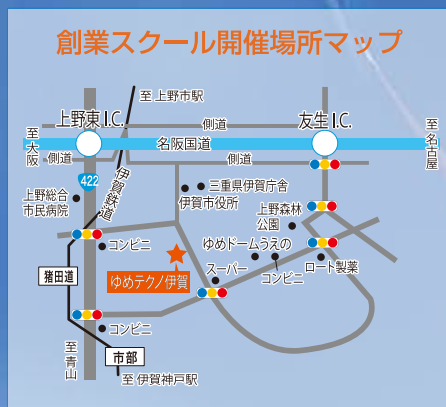 創業スクール開催場所マップ
至 上野市駅
上野東I.C.
側道
友生I.C.
至名古屋
至大阪
名阪国道
側道
側道
伊賀鉄道
422
三重県伊賀庁舎
伊賀市役所
上野総合
市民病院
上野森林
公園
コンビニ
ゆめドームうえの
猪田道
ゆめテクノ伊賀
スーパー
コンビニ
ロート製薬
コンビニ
至青山
市部
至 伊賀神戸駅